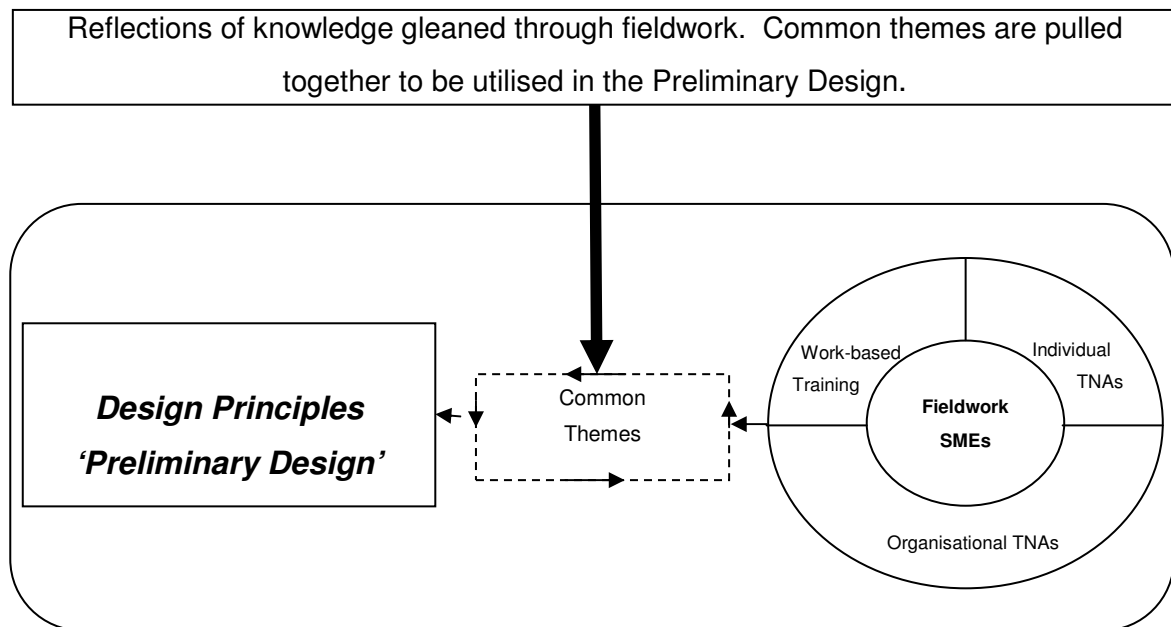 Reflections of knowledge gleaned through fieldwork.  Common themes are pulled
together to be utilised in the Preliminary Design.
Design Principles
‘Preliminary Design’
Common
Themes
Work-based
Training
Individual
TNAs
Fieldwork
SMEs
Organisational TNAs